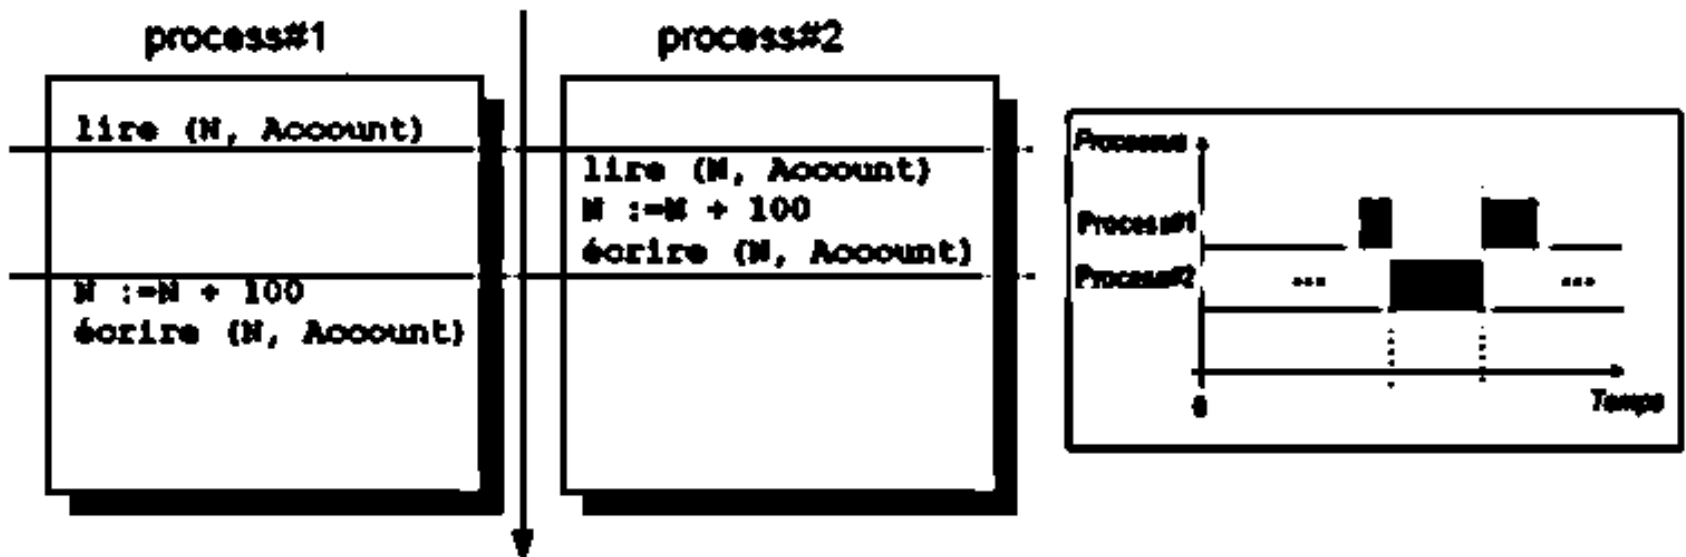 process#1
lire (N, Account)
N :=N + 100
écrire (N, Account)
process#2
lire (N, Account)
N :=N + 100
écrire (N, Account)
Processus
Process#1
Process#2
... ...
0
Temps